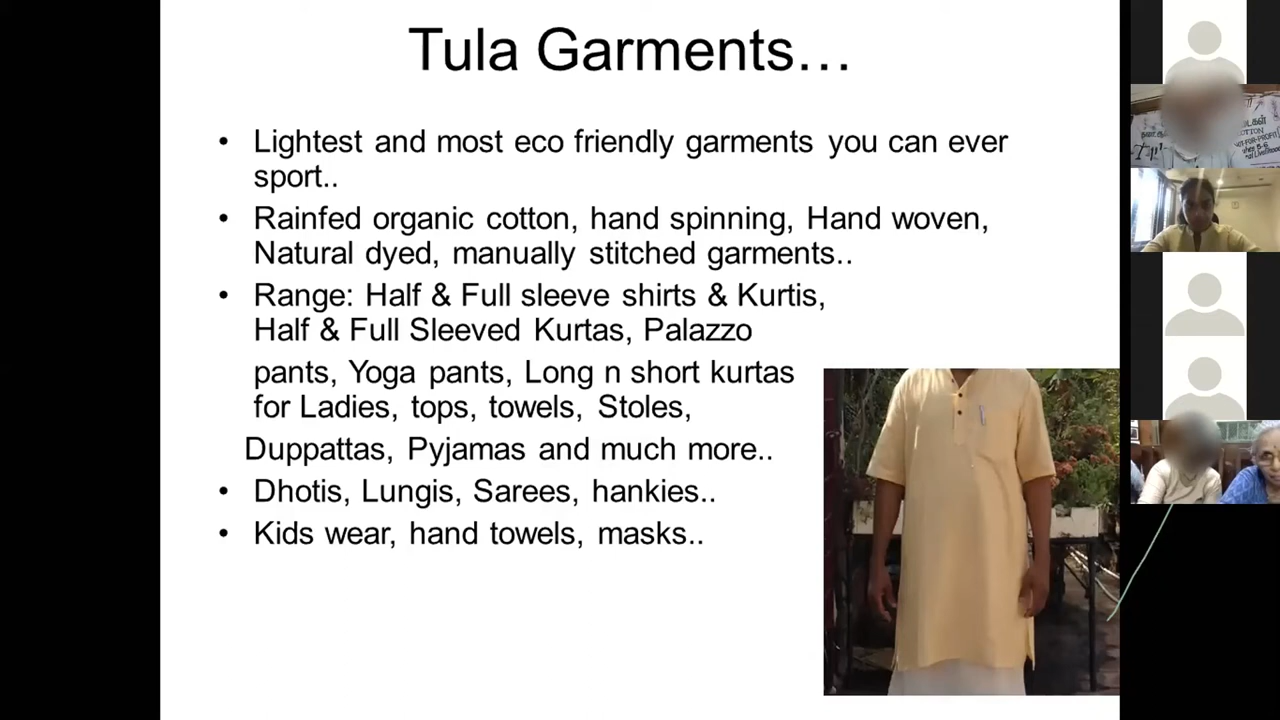 Tula Garments…
• Lightest and most eco friendly garments you can ever
sport..
• Rainfed organic cotton, hand spinning, Hand woven,
Natural dyed, manually stitched garments..
• Range: Half & Full sleeve shirts & Kurtis,
Half & Full Sleeved Kurtas, Palazzo
pants, Yoga pants, Long n short kurtas
for Ladies, tops, towels, Stoles,
Duppattas, Pyjamas and much more..
• Dhotis, Lungis, Sarees, hankies..
• Kids wear, hand towels, masks..